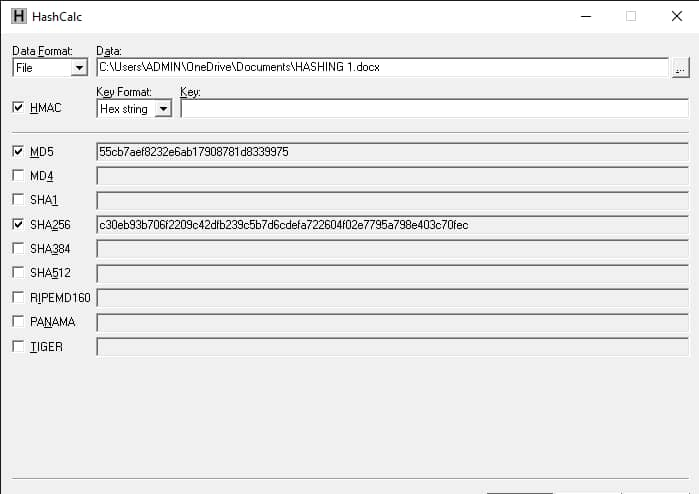 H HashCalc
Data Format: Data:
File C:\Users\ADMIN\OneDrive\Documents\HASHING 1.docx ...
Key Format: Key:
HMAC Hex string
MD5 55cb7aef8232e6ab17908781d8339975
MD4
SHA1
SHA256 c30eb93b706f2209c42dfb239c5b7d6cdefa722604f02e7795a798e403c70fec
SHA384
SHA512
RIPEMD160
PANAMA
TIGER